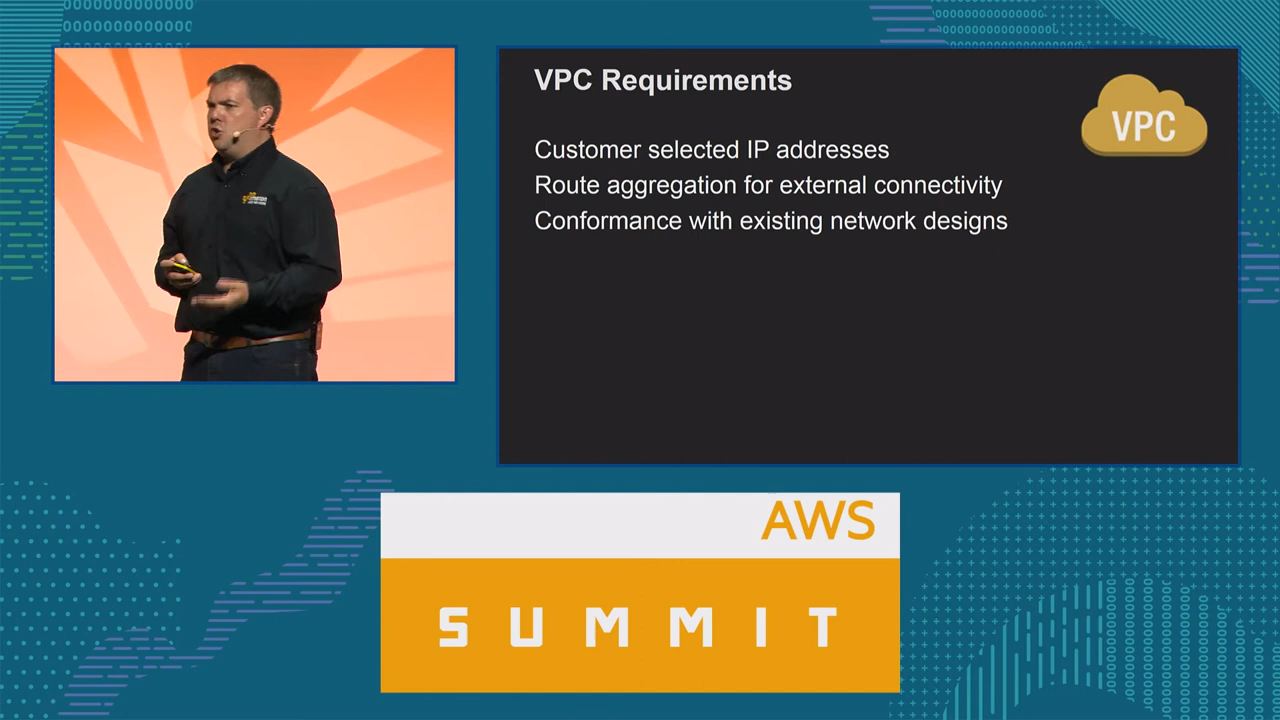 VPC Requirements
VPC
Customer selected IP addresses
Route aggregation for external connectivity
Conformance with existing network designs
amazon
AWS
SUMMIT